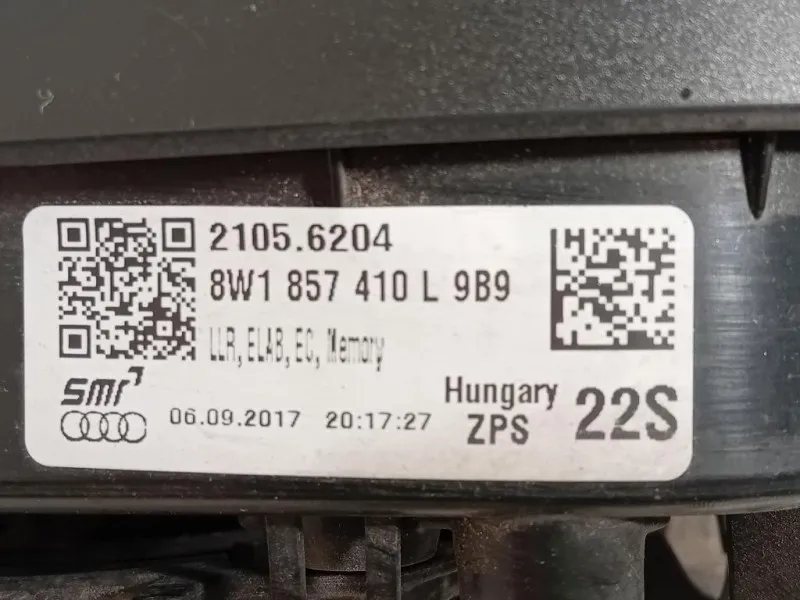 2105.6204
8W1 857 410 L 9B9
LLR, ELAB, EC, Memory
smr
06.09.2017 20:17:27
Hungary
ZPS
22S